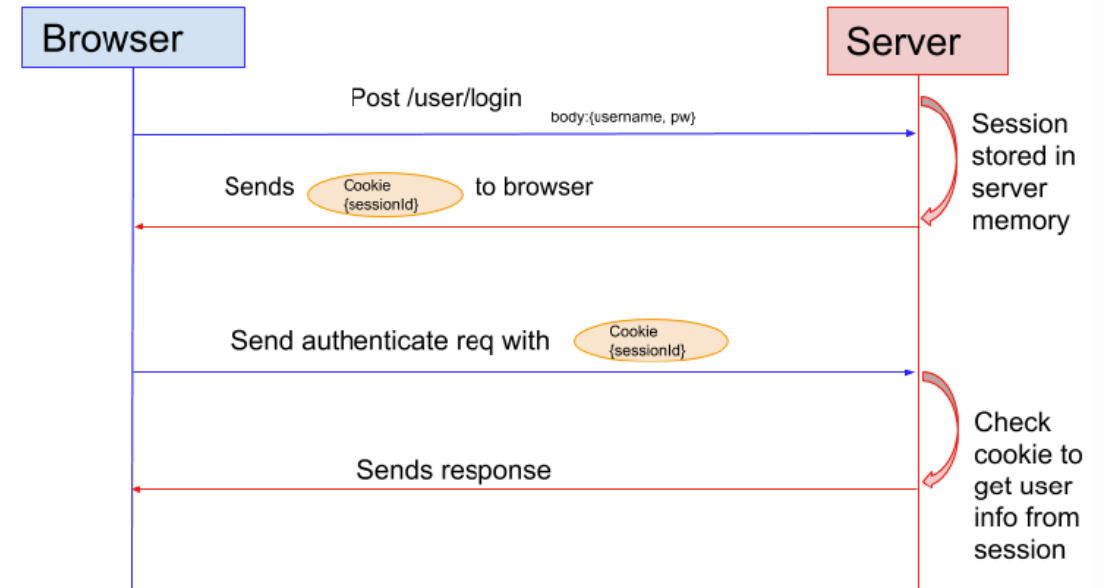 Browser
Server
Post /user/login
body:{username, pw}
Session
stored in
server
memory
Sends Cookie to browser
{sessionId}
Send authenticate req with Cookie
{sessionId}
Check
cookie to
get user
info from
session
Sends response